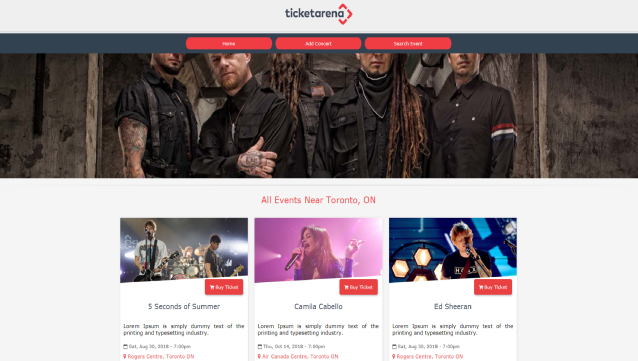 ticketarena
Home
Add Concert
Search Event
All Events Near Toronto, ON
Buy Ticket
Buy Ticket
Buy Ticket
5 Seconds of Summer
Camila Cabello
Ed Sheeran
Lorem Ipsum is simply dummy text of the
printing and typesetting industry.
Lorem Ipsum is simply dummy text of the
printing and typesetting industry.
Lorem Ipsum is simply dummy text of the
printing and typesetting industry.
Sat, Aug 30, 2018 - 7:00pm
Thu, Oct 14, 2018 - 7:00pm
Sat, Aug 30, 2018 - 7:00pm
Rogers Centre, Toronto ON
Air Canada Centre, Toronto ON
Rogers Centre, Toronto ON